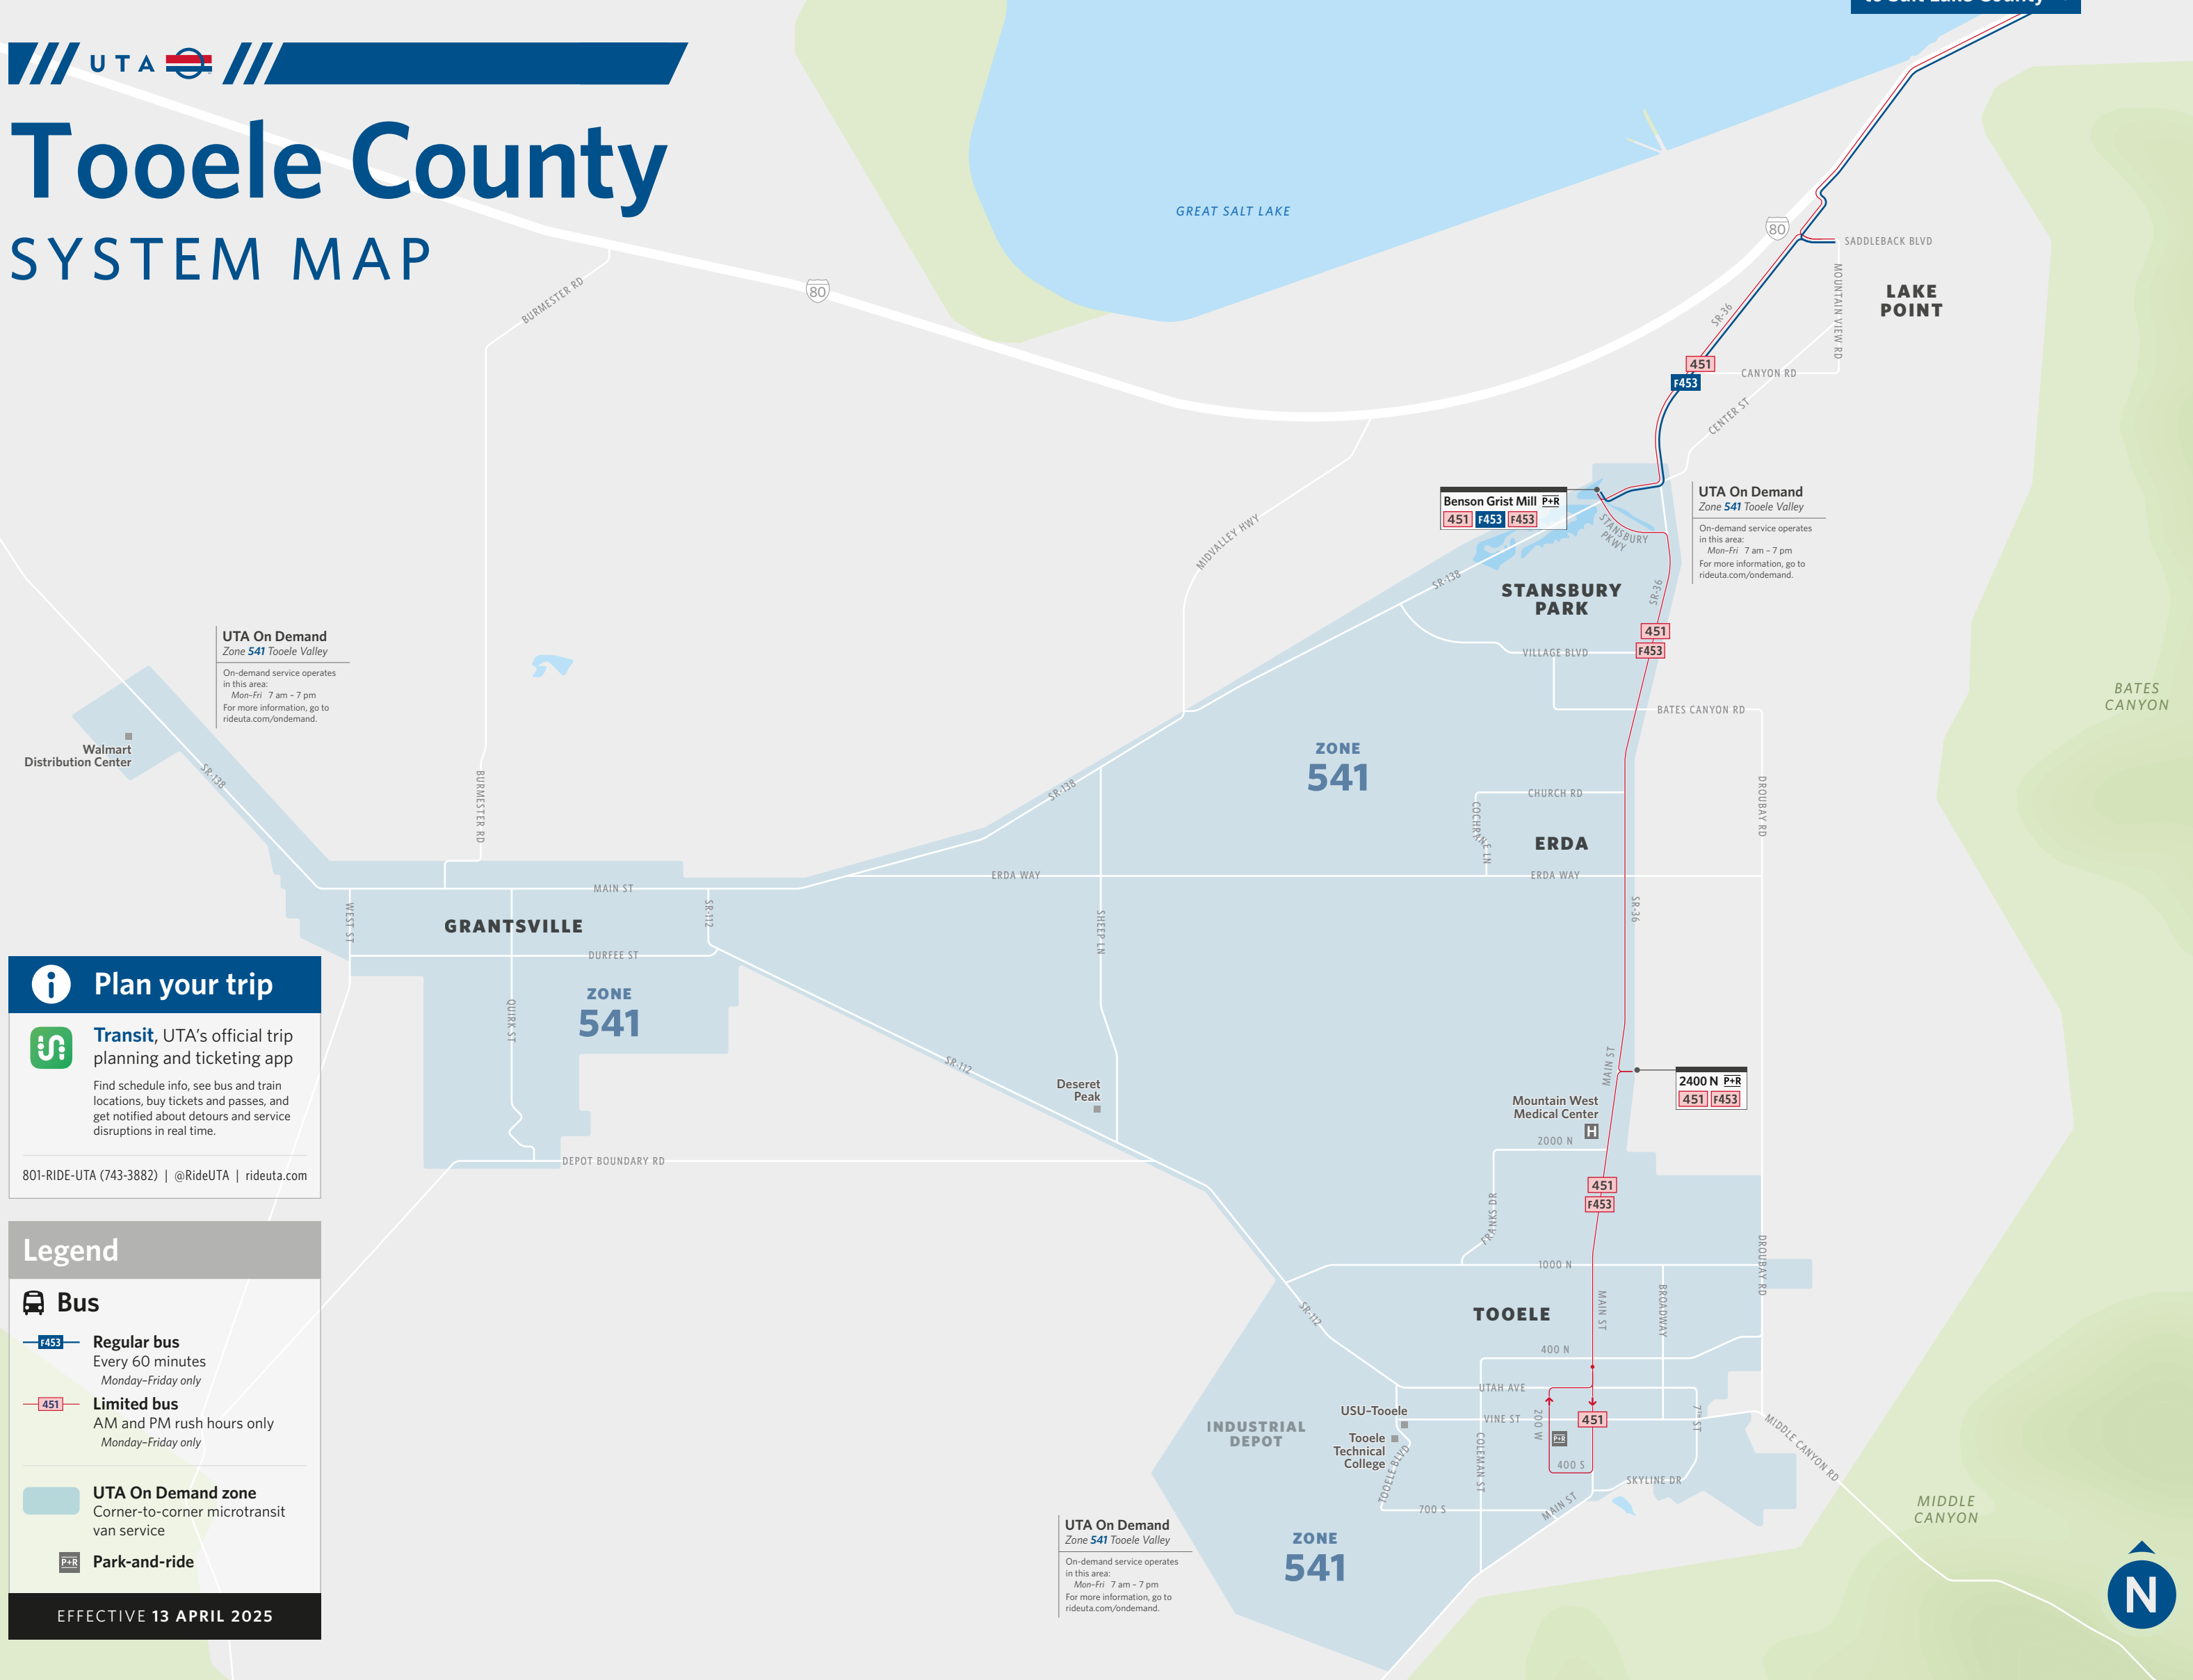 to Salt Lake County
UTA
Tooele County
SYSTEM MAP
GREAT SALT LAKE
80
80
BURMESTER RD
SADDLEBACK BLVD
MOUNTAIN VIEW RD
LAKE
POINT
SR-36
451
F453
CANYON RD
CENTER ST
Benson Grist Mill P+R
451 F453 F453
STANSBURY
PKWY
UTA On Demand
Zone 541 Tooele Valley
On-demand service operates
in this area:
Mon–Fri 7 am – 7 pm
For more information, go to
rideuta.com/ondemand.
MIDVALLEY HWY
SR-138
STANSBURY
PARK
SR-36
451
F453
VILLAGE BLVD
BATES CANYON RD
BATES
CANYON
UTA On Demand
Zone 541 Tooele Valley
On-demand service operates
in this area:
Mon–Fri 7 am – 7 pm
For more information, go to
rideuta.com/ondemand.
Walmart
Distribution Center
SR-138
BURMESTER RD
ZONE
541
SR-138
CHURCH RD
COCHRANE LN
DROUBAY RD
ERDA
ERDA WAY
ERDA WAY
MAIN ST
WEST ST
GRANTSVILLE
SR-112
SHEEP LN
SR-36
DURFEE ST
ZONE
541
QUIRK ST
SR-112
Deseret
Peak
MAIN ST
2400 N P+R
451 F453
Mountain West
Medical Center
H
2000 N
DEPOT BOUNDARY RD
451
F453
FRANKS DR
1000 N
DROUBAY RD
SR-112
TOOELE
MAIN ST
BROADWAY
400 N
UTAH AVE
USU–Tooele
VINE ST
200 W
451
7TH ST
INDUSTRIAL
DEPOT
Tooele
Technical
College
P+R
TOOELE BLVD
COLEMAN ST
400 S
SKYLINE DR
MIDDLE CANYON RD
700 S
MAIN ST
MIDDLE
CANYON
UTA On Demand
Zone 541 Tooele Valley
On-demand service operates
in this area:
Mon–Fri 7 am – 7 pm
For more information, go to
rideuta.com/ondemand.
ZONE
541
N
Plan your trip
Transit, UTA's official trip
planning and ticketing app
Find schedule info, see bus and train
locations, buy tickets and passes, and
get notified about detours and service
disruptions in real time.
801-RIDE-UTA (743-3882) | @RideUTA | rideuta.com
Legend
Bus
F453 Regular bus
Every 60 minutes
Monday–Friday only
451 Limited bus
AM and PM rush hours only
Monday–Friday only
UTA On Demand zone
Corner-to-corner microtransit
van service
P+R Park-and-ride
EFFECTIVE 13 APRIL 2025